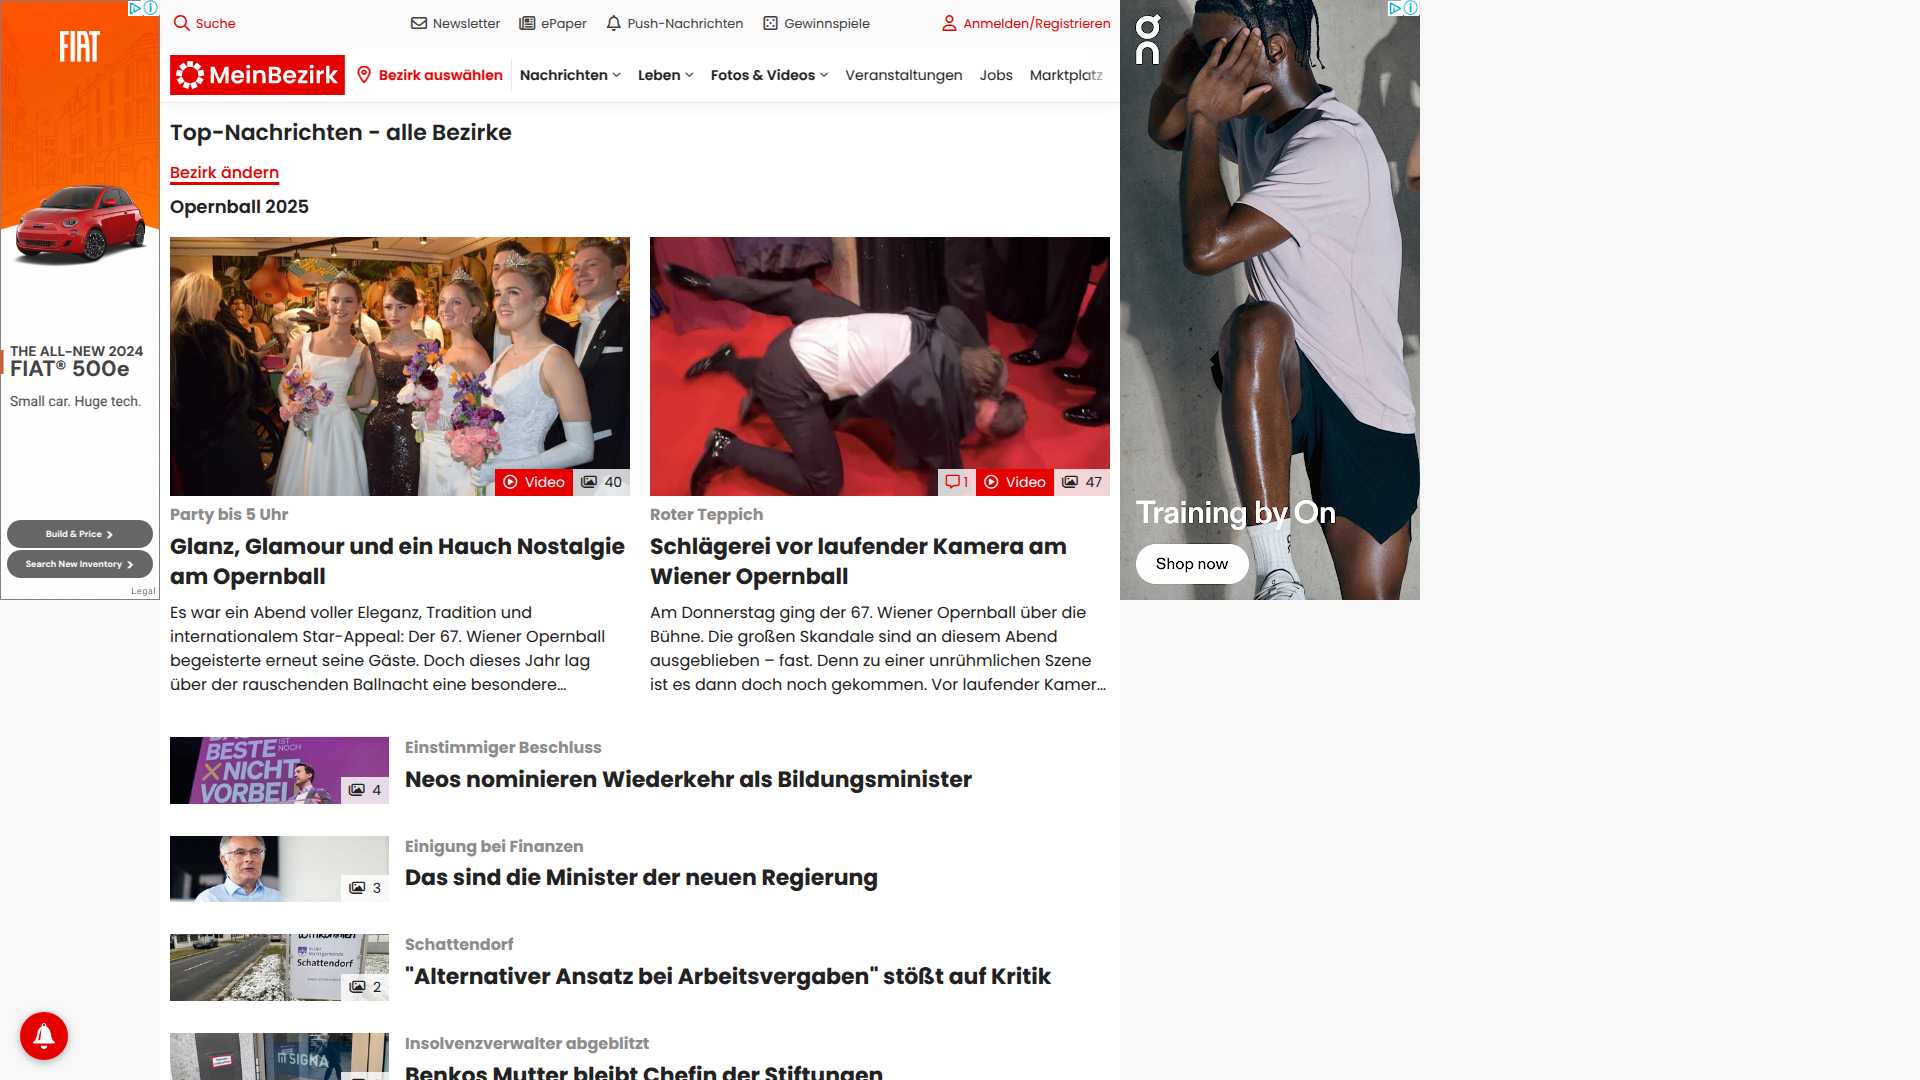 FIAT
THE ALL-NEW 2024
FIAT® 500e
Small car. Huge tech.
Build & Price
Search New Inventory
Legal
Suche
Newsletter
ePaper
Push-Nachrichten
Gewinnspiele
Anmelden/Registrieren
MeinBezirk
Bezirk auswählen
Nachrichten
Leben
Fotos & Videos
Veranstaltungen
Jobs
Marktplatz
Top-Nachrichten - alle Bezirke
Bezirk ändern
Opernball 2025
Video
40
Party bis 5 Uhr
Glanz, Glamour und ein Hauch Nostalgie
am Opernball
Es war ein Abend voller Eleganz, Tradition und
internationalem Star-Appeal: Der 67. Wiener Opernball
begeisterte erneut seine Gäste. Doch dieses Jahr lag
über der rauschenden Ballnacht eine besondere…
1
Video
47
Roter Teppich
Schlägerei vor laufender Kamera am
Wiener Opernball
Am Donnerstag ging der 67. Wiener Opernball über die
Bühne. Die großen Skandale sind an diesem Abend
ausgeblieben – fast. Denn zu einer unrühmlichen Szene
ist es dann doch noch gekommen. Vor laufender Kamer…
BESTE IST NOCH
NICHT
VORBEI
4
Einstimmiger Beschluss
Neos nominieren Wiederkehr als Bildungsminister
3
Einigung bei Finanzen
Das sind die Minister der neuen Regierung
Willkommen
Marktgemeinde
Schattendorf
2
Schattendorf
"Alternativer Ansatz bei Arbeitsvergaben" stößt auf Kritik
SIGNA
Insolvenzverwalter abgeblitzt
Benkos Mutter bleibt Chefin der Stiftungen
on
Training by On
Shop now